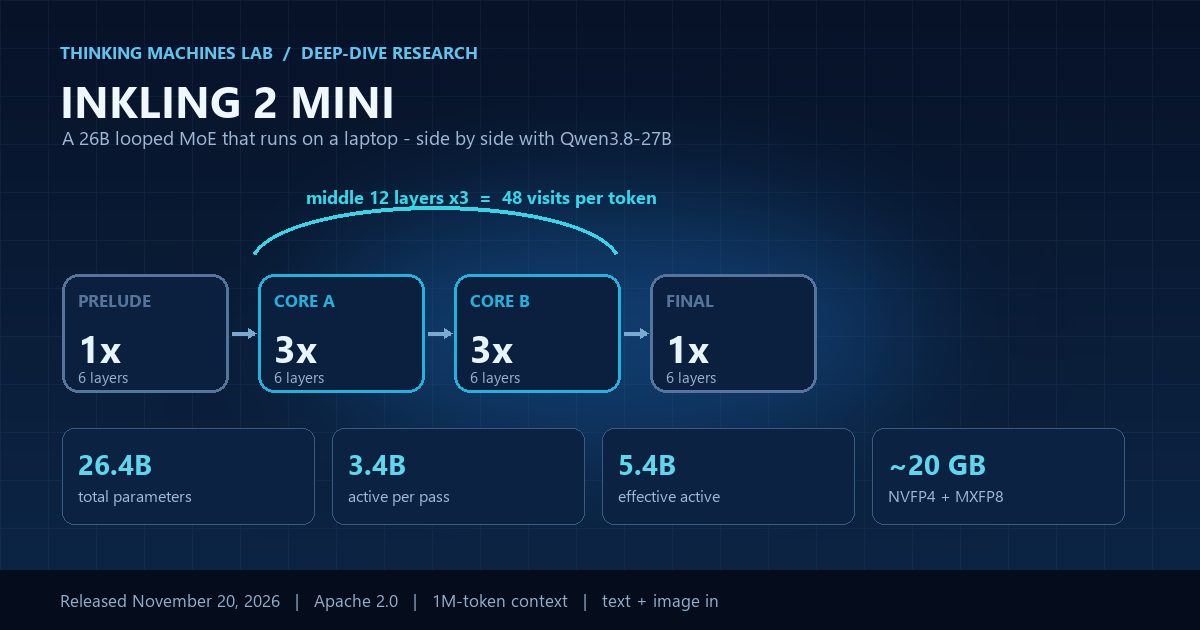 THINKING MACHINES LAB / DEEP-DIVE RESEARCH
INKLING 2 MINI
A 26B looped MoE that runs on a laptop - side by side with Qwen3.8-27B
middle 12 layers x3 = 48 visits per token
PRELUDE
1x
6 layers
CORE A
3x
6 layers
CORE B
3x
6 layers
FINAL
1x
6 layers
26.4B
total parameters
3.4B
active per pass
5.4B
effective active
~20 GB
NVFP4 + MXFP8
Released November 20, 2026 | Apache 2.0 | 1M-token context | text + image in